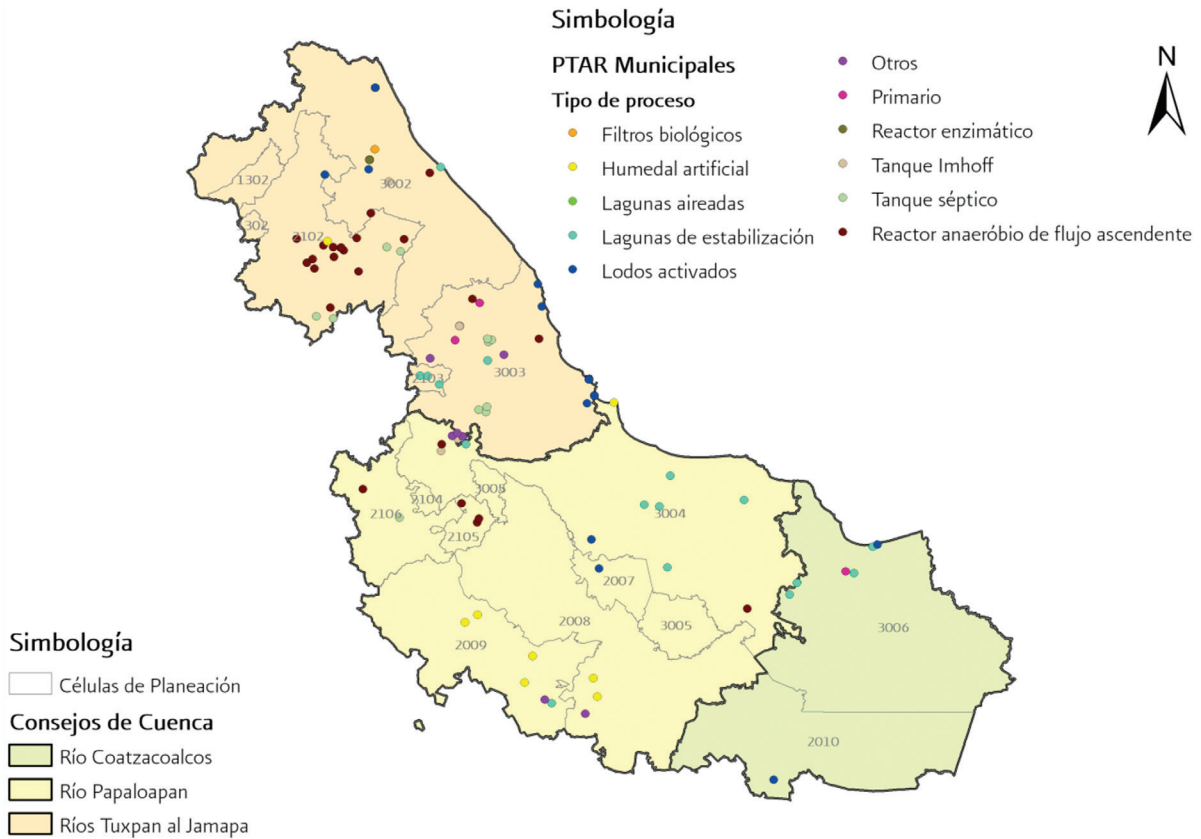 Simbología
PTAR Municipales
Tipo de proceso
Filtros biológicos
Humedal artificial
Lagunas aireadas
Lagunas de estabilización
Lodos activados
Otros
Primario
Reactor enzimático
Tanque Imhoff
Tanque séptico
Reactor anaeróbio de flujo ascendente
N
1302
3002
302
3102
3003
2103
2104
3005
2106
2105
3004
2007
2008
3005
2009
3006
2010
Simbología
Células de Planeación
Consejos de Cuenca
Río Coatzacoalcos
Río Papaloapan
Ríos Tuxpan al Jamapa